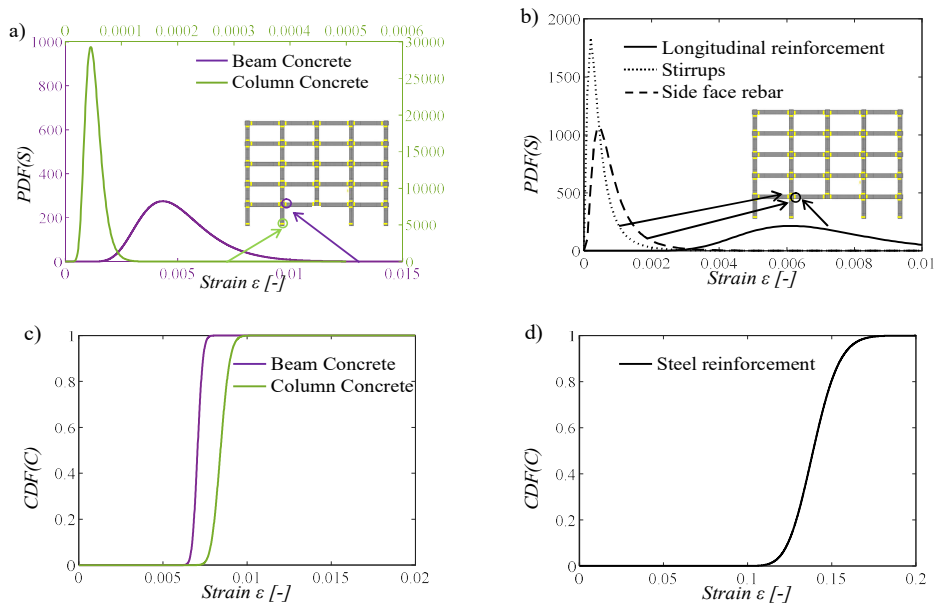 a)
0 0.0001 0.0002 0.0003 0.0004 0.0005 0.0006
1000 30000
Beam Concrete
Column Concrete
800 25000
600 20000
15000
400
10000
200
5000
0 0
PDF(S)
0 0.005 0.01 0.015
Strain ε [-]
b)
2000
Longitudinal reinforcement
Stirrups
Side face rebar
1500
1000
500
0
PDF(S)
0 0.002 0.004 0.006 0.008 0.01
Strain ε [-]
c)
1
Beam Concrete
Column Concrete
0.8
0.6
0.4
0.2
0
CDF(C)
0 0.005 0.01 0.015 0.02
Strain ε [-]
d)
1
Steel reinforcement
0.8
0.6
0.4
0.2
0
CDF(C)
0 0.05 0.1 0.15 0.2
Strain ε [-]